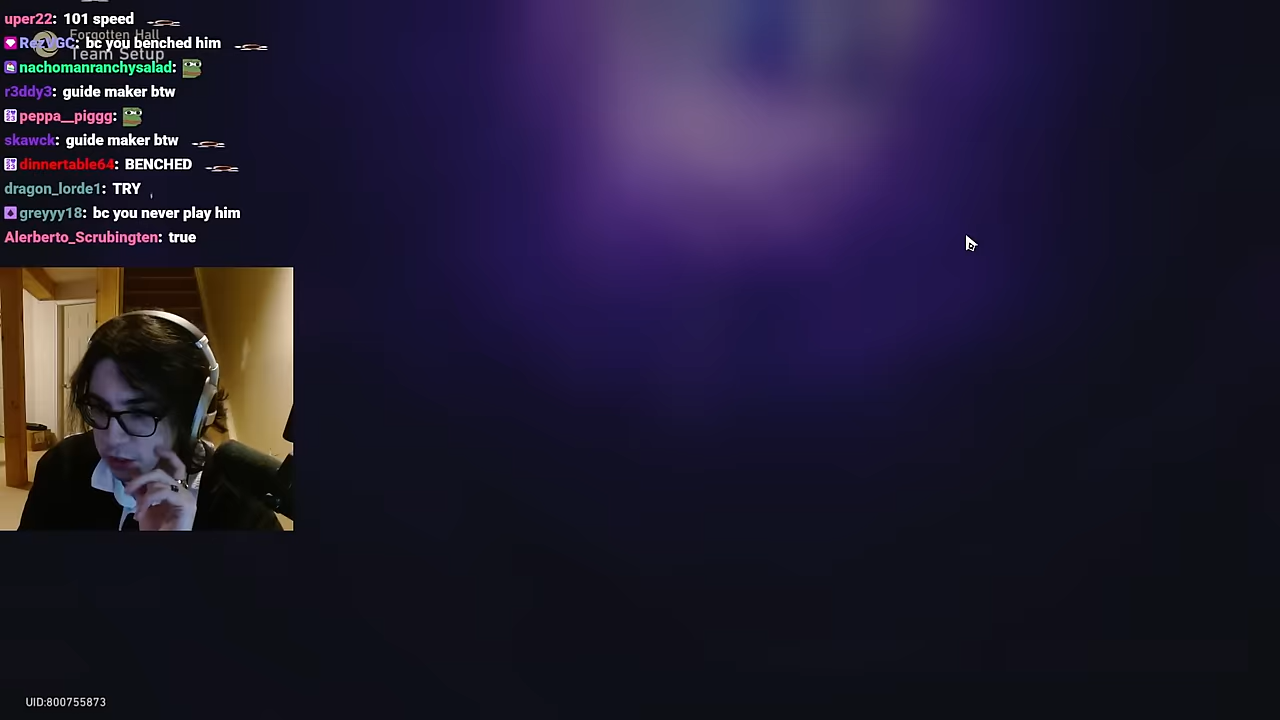 uper22: 101 speed
Forgotten Hall
RezVGC: bc you benched him
Team Setup
nachomanranchysalad:
r3ddy3: guide maker btw
peppa__piggg:
skawck: guide maker btw
dinnertable64: BENCHED
dragon_lorde1: TRY
greyyy18: bc you never play him
Alerberto_Scrubingten: true
UID:800755873